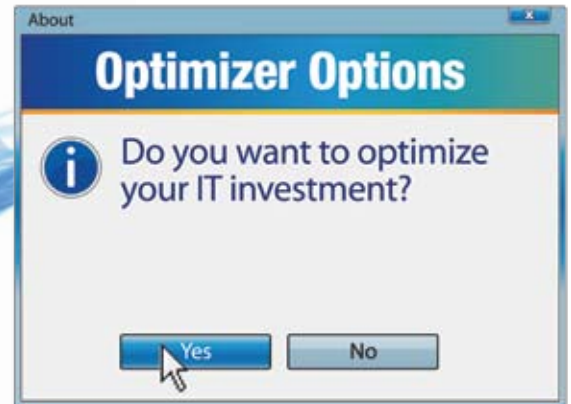 About
x
Optimizer Options
Do you want to optimize
your IT investment?
Yes
No